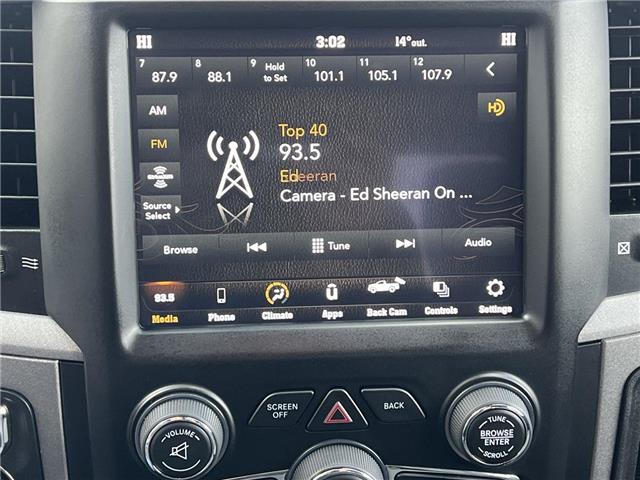 HI 3:02 14° out. HI
7 8 9 Hold to Set 10 11 12
87.9 88.1 101.1 105.1 107.9
AM
HD
Top 40
FM
93.5
SiriusXM
Camera - Ed Sheeran On ...
Source
Select
Browse Tune Audio
93.5
Media Phone Climate Apps Back Cam Controls Settings
SCREEN OFF BACK
TUNE
VOLUME BROWSE
ENTER
SCROLL